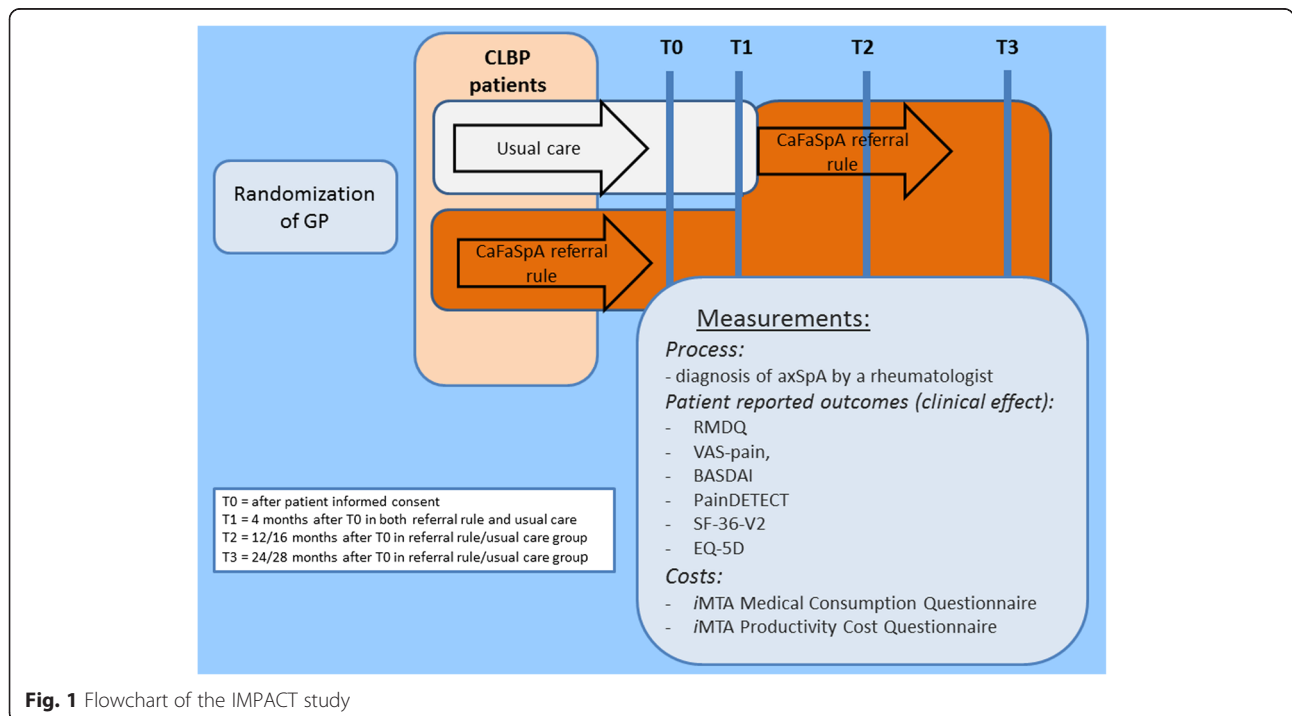 CLBP
patients
T0
T1
T2
T3
Usual care
CaFaSpA referral
rule
Randomization
of GP
CaFaSpA referral
rule
Measurements:
Process:
- diagnosis of axSpA by a rheumatologist
Patient reported outcomes (clinical effect):
- RMDQ
- VAS-pain,
- BASDAI
- PainDETECT
- SF-36-V2
- EQ-5D
Costs:
- iMTA Medical Consumption Questionnaire
- iMTA Productivity Cost Questionnaire
T0 = after patient informed consent
T1 = 4 months after T0 in both referral rule and usual care
T2 = 12/16 months after T0 in referral rule/usual care group
T3 = 24/28 months after T0 in referral rule/usual care group
Fig. 1 Flowchart of the IMPACT study